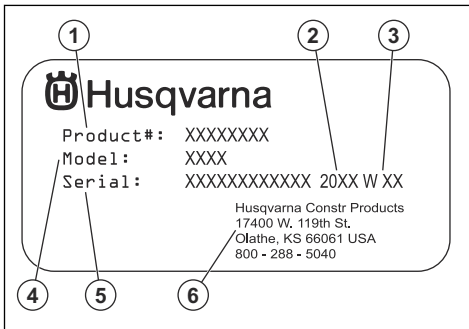 1 2 3
Husqvarna
Product#: XXXXXXXX
Model: XXXX
Serial: XXXXXXXXXXXX 20XX W XX
Husqvarna Constr Products
17400 W. 119th St.
Olathe, KS 66061 USA
800 - 288 - 5040
4 5 6